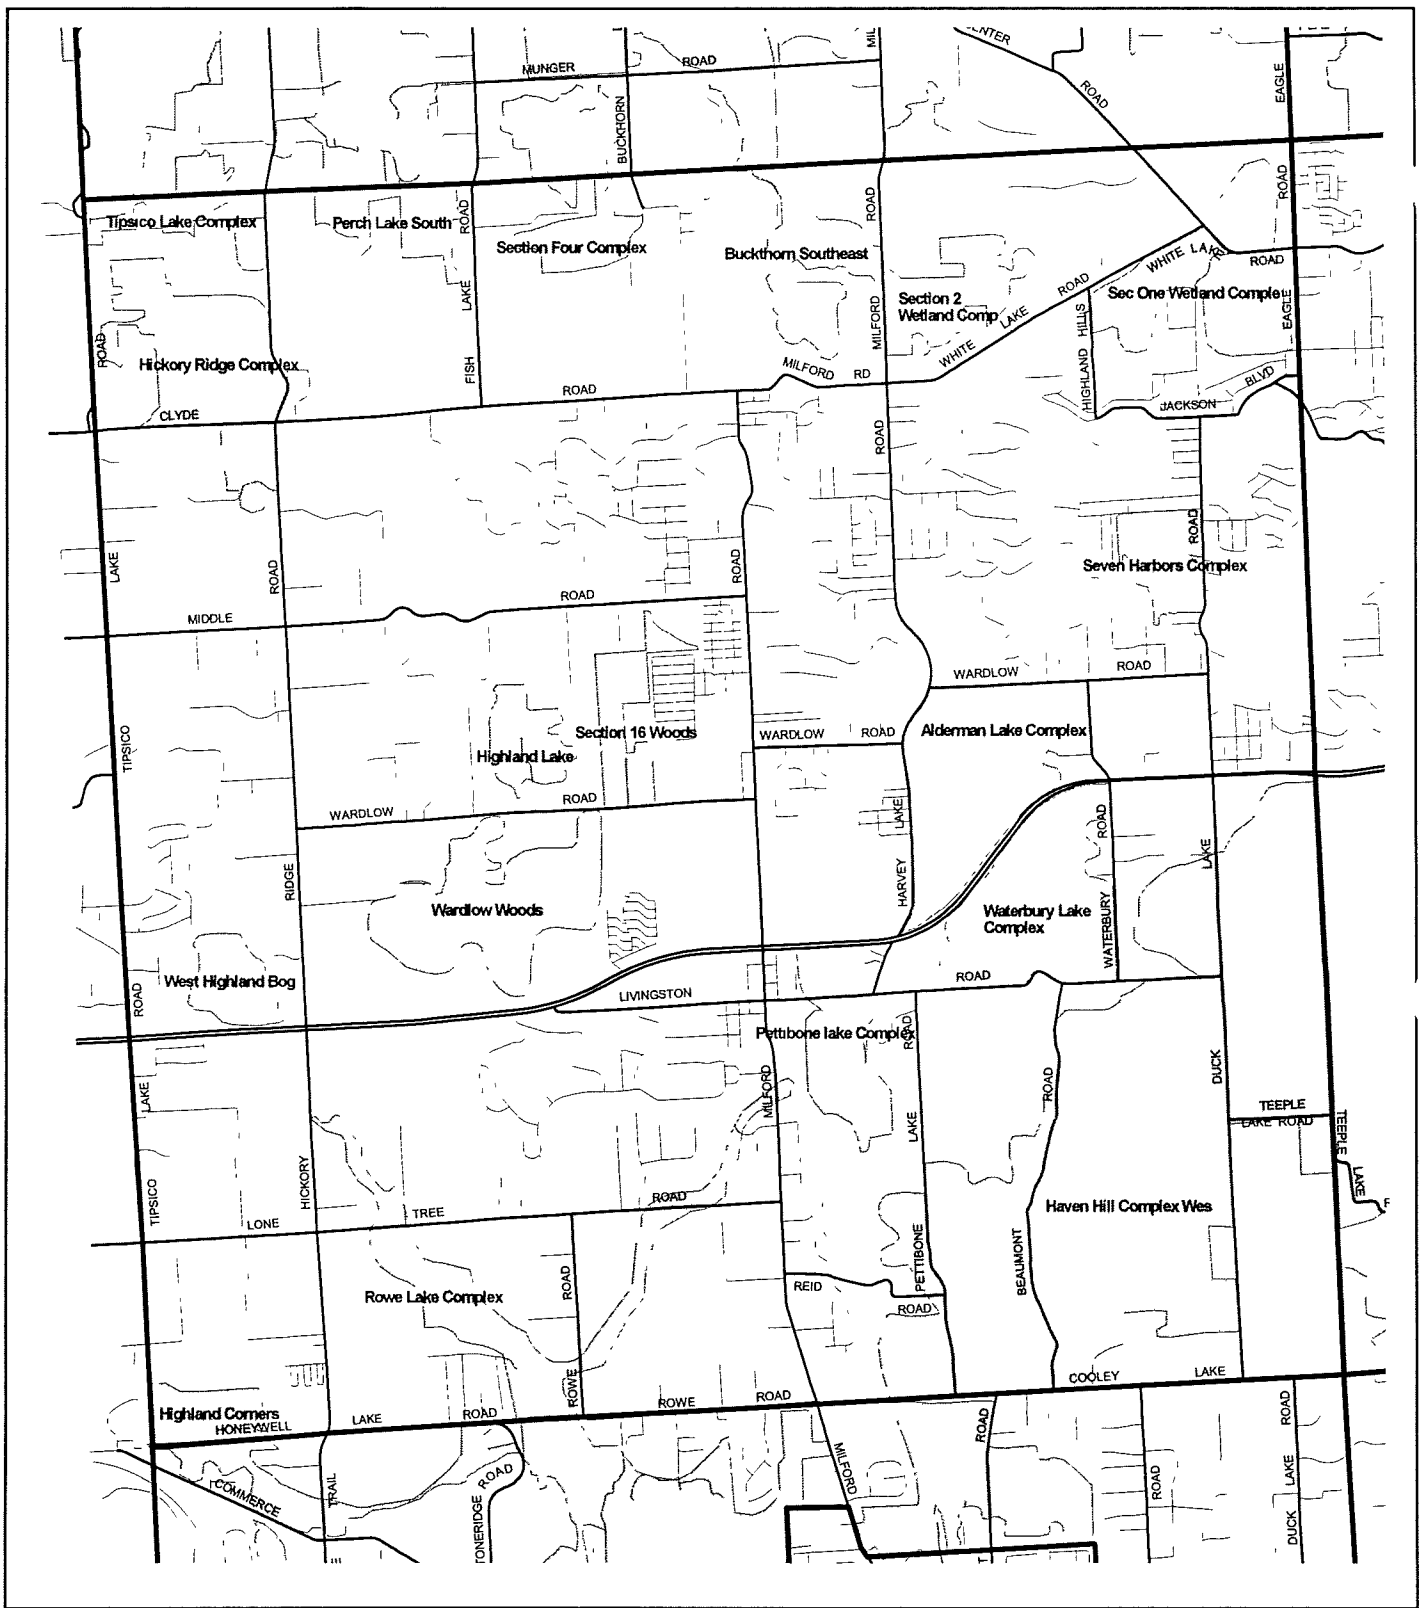 CENTER
MIL
MUNGER
ROAD
EAGLE
ROAD
BUCKHORN
ROAD
ROAD
Tipsico Lake Complex
Perch Lake South
ROAD
Section Four Complex
Buckthorn Southeast
WHITE LAKE
RD
ROAD
LAKE
MILFORD
Section 2
Wetland Comp
ROAD
LAKE
WHITE
Sec One Wetland Comple
EAGLE
HIGHLAND HILLS
ROAD
Hickory Ridge Complex
FISH
MILFORD RD
BLVD
JACKSON
CLYDE
ROAD
ROAD
LAKE
ROAD
ROAD
ROAD
Seven Harbors Complex
MIDDLE
ROAD
WARDLOW
ROAD
TIPSICO
Section 16 Woods
Highland Lake
WARDLOW
ROAD
Alderman Lake Complex
WARDLOW
ROAD
LAKE
ROAD
LAKE
RIDGE
HARVEY
Wardlow Woods
Waterbury Lake
Complex
WATERBURY
West Highland Bog
ROAD
LIVINGSTON
ROAD
Pettibone lake Complex
ROAD
LAKE
MILFORD
LAKE
ROAD
DUCK
TEEPLE
LAKE ROAD
TEEPLE
LAKE
TIPSICO
HICKORY
LONE
TREE
ROAD
Haven Hill Complex Wes
PETTIBONE
BEAUMONT
REID
ROAD
Rowe Lake Complex
ROAD
ROWE
COOLEY
LAKE
Highland Corners
HONEYWELL
LAKE
ROAD
ROWE
ROAD
ROAD
ROAD
COMMERCE
TRAIL
TONERIDGE
ROAD
MILFORD
ROAD
LAKE
DUCK